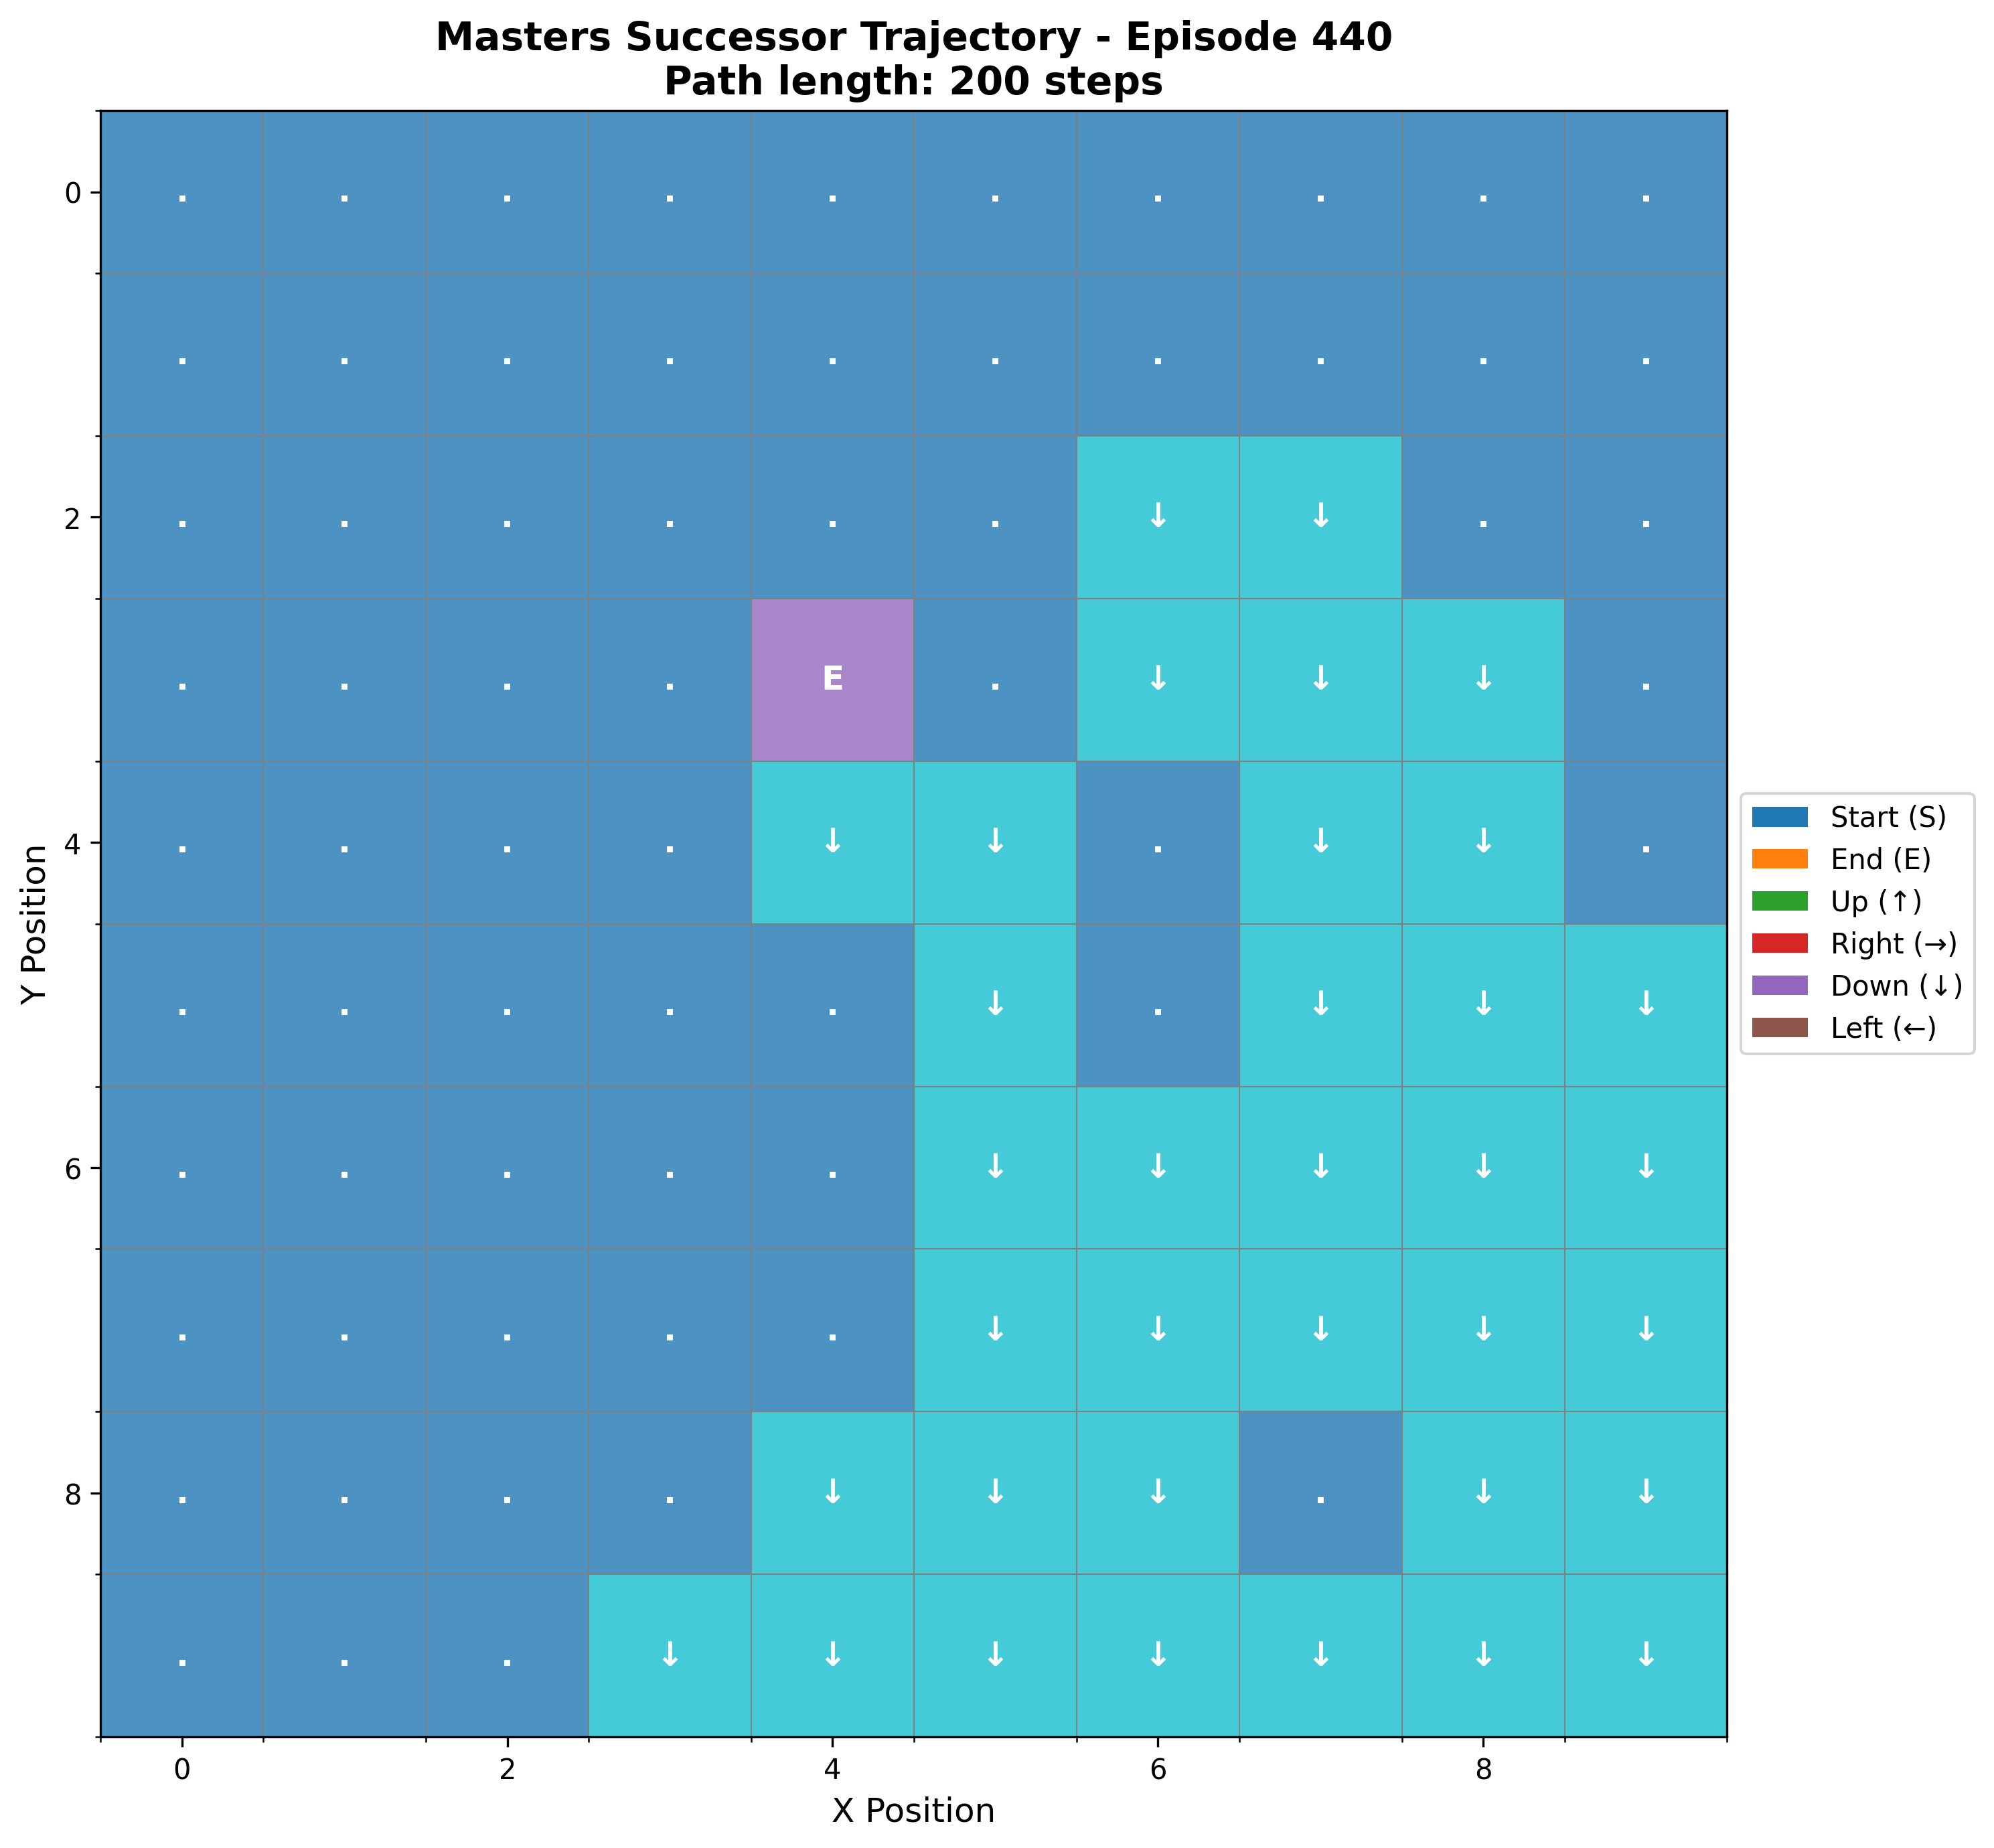 Masters Successor Trajectory - Episode 440
Path length: 200 steps
0 . . . . . . . . . .
. . . . . . . . . .
2 . . . . . . ↓ ↓ . .
. . . . E . ↓ ↓ ↓ .
4 . . . . ↓ ↓ . ↓ ↓ .
. . . . . ↓ . ↓ ↓ ↓
6 . . . . . ↓ ↓ ↓ ↓ ↓
. . . . . ↓ ↓ ↓ ↓ ↓
8 . . . . ↓ ↓ ↓ . ↓ ↓
. . . ↓ ↓ ↓ ↓ ↓ ↓ ↓
0 2 4 6 8
X Position
Y Position
Start (S)
End (E)
Up (↑)
Right (→)
Down (↓)
Left (←)